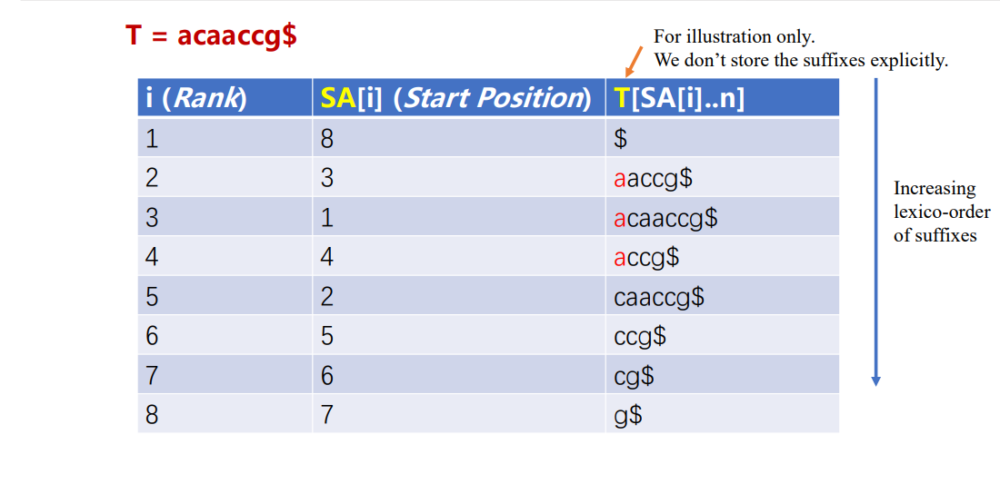 T = acaaccg$
For illustration only.
We don’t store the suffixes explicitly.
i (Rank) SA[i] (Start Position) T[SA[i]..n]
1 8 $
2 3 aaccg$
3 1 acaaccg$
4 4 accg$
5 2 caaccg$
6 5 ccg$
7 6 cg$
8 7 g$
Increasing
lexico-order
of suffixes